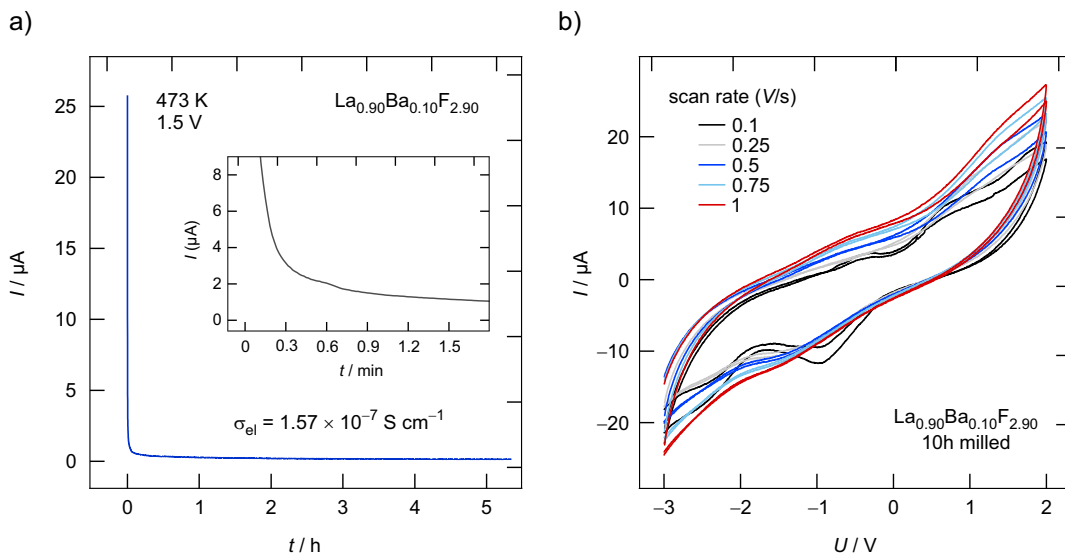 a)
473 K
1.5 V
La0.90Ba0.10F2.90
I / μA
25
20
15
10
5
0
0 1 2 3 4 5
t / h
I (μA)
8
6
4
2
0
0 0.3 0.6 0.9 1.2 1.5
t / min
σel = 1.57 × 10−7 S cm−1
b)
scan rate (V/s)
0.1
0.25
0.5
0.75
1
I / μA
20
10
0
−10
−20
−3 −2 −1 0 1 2
U / V
La0.90Ba0.10F2.90
10h milled